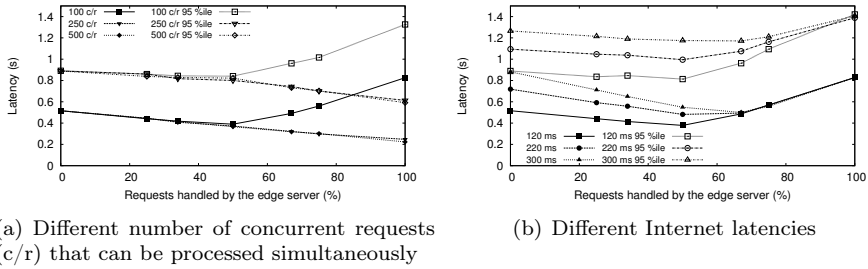 1.4
1.2
1
0.8
0.6
0.4
0.2
0
Latency (s)
100 c/r
250 c/r
500 c/r
100 c/r 95 %ile
250 c/r 95 %ile
500 c/r 95 %ile
0 20 40 60 80 100
Requests handled by the edge server (%)
(a) Different number of concurrent requests
(c/r) that can be processed simultaneously
1.4
1.2
1
0.8
0.6
0.4
0.2
0
Latency (s)
120 ms
220 ms
300 ms
120 ms 95 %ile
220 ms 95 %ile
300 ms 95 %ile
0 20 40 60 80 100
Requests handled by the edge server (%)
(b) Different Internet latencies